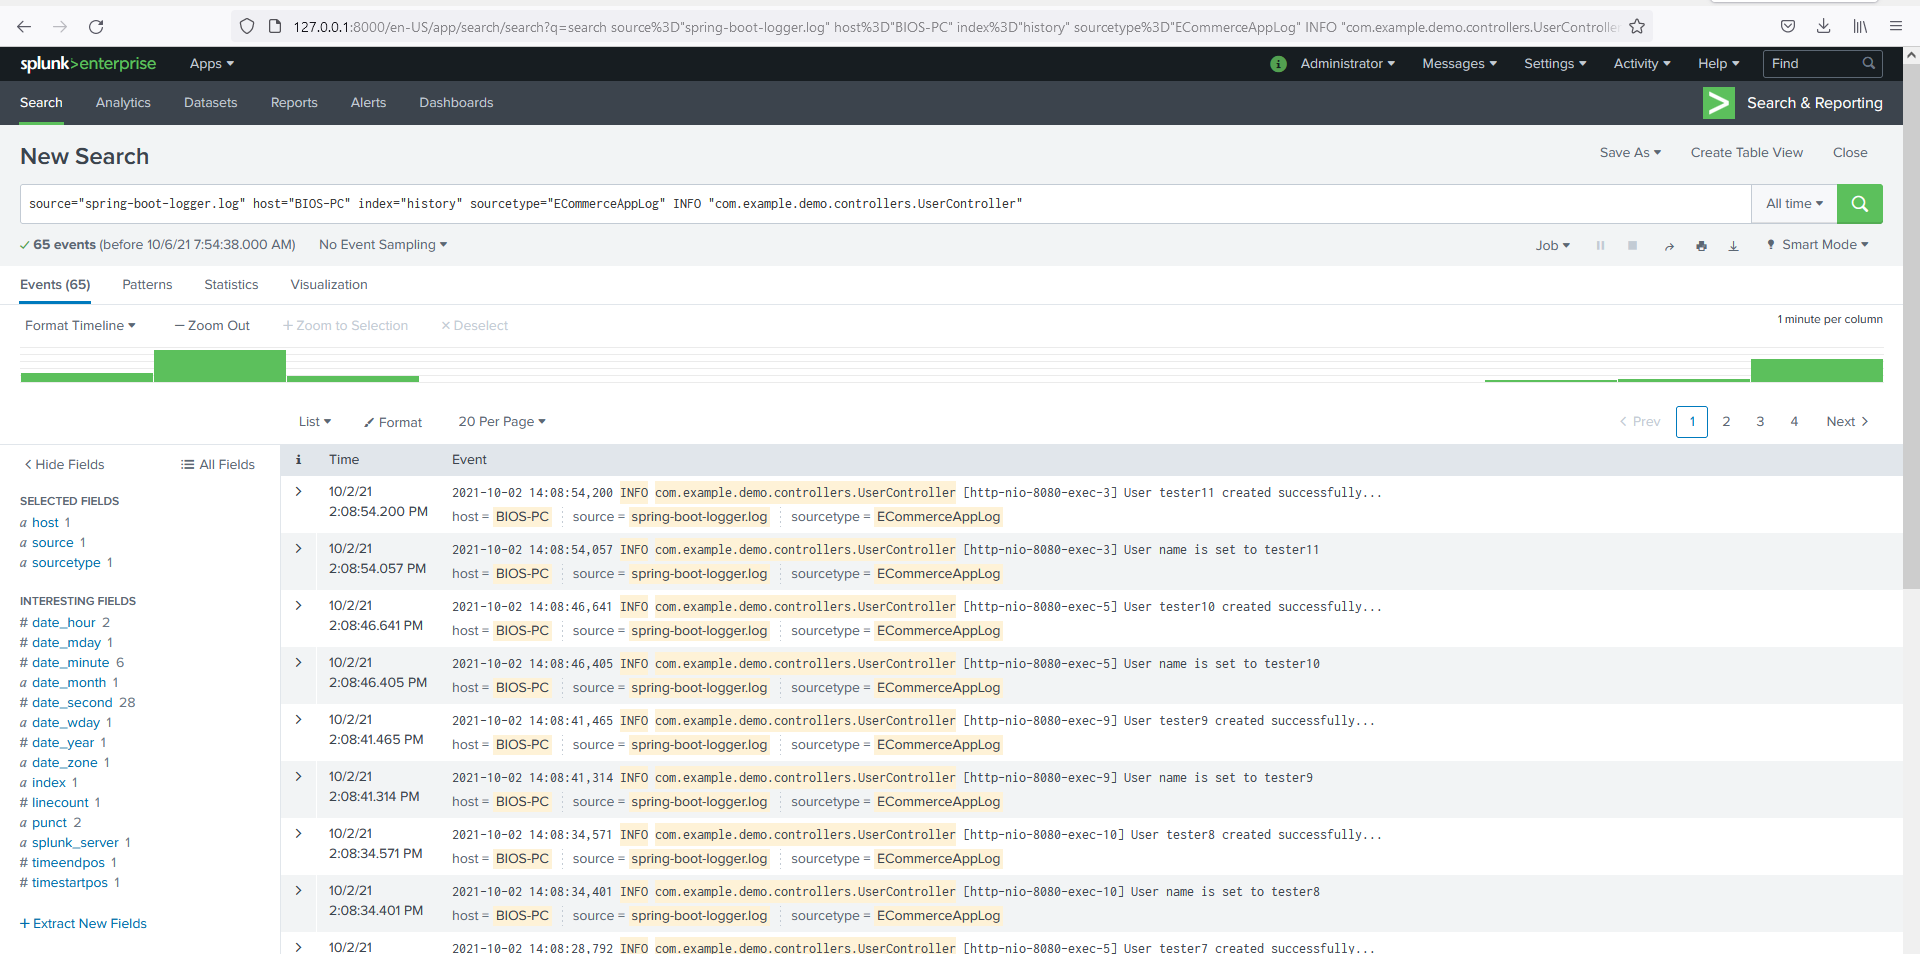 127.0.0.1:8000/en-US/app/search/search?q=search source%3D"spring-boot-logger.log" host%3D"BIOS-PC" index%3D"history" sourcetype%3D"ECommerceAppLog" INFO "com.example.demo.controllers.UserController
splunk>enterprise Apps
i Administrator Messages Settings Activity Help Find
Search Analytics Datasets Reports Alerts Dashboards
> Search & Reporting
New Search
Save As Create Table View Close
source="spring-boot-logger.log" host="BIOS-PC" index="history" sourcetype="ECommerceAppLog" INFO "com.example.demo.controllers.UserController"
All time
✓ 65 events (before 10/6/21 7:54:38.000 AM) No Event Sampling
Job Smart Mode
Events (65) Patterns Statistics Visualization
Format Timeline — Zoom Out + Zoom to Selection × Deselect
1 minute per column
List Format 20 Per Page
< Prev 1 2 3 4 Next >
< Hide Fields All Fields
SELECTED FIELDS
a host 1
a source 1
a sourcetype 1
INTERESTING FIELDS
# date_hour 2
# date_mday 1
# date_minute 6
a date_month 1
# date_second 28
a date_wday 1
# date_year 1
a date_zone 1
a index 1
# linecount 1
a punct 2
a splunk_server 1
# timeendpos 1
# timestartpos 1
+ Extract New Fields
i Time Event
> 10/2/21
2:08:54.200 PM
2021-10-02 14:08:54,200 INFO com.example.demo.controllers.UserController [http-nio-8080-exec-3] User tester11 created successfully...
host = BIOS-PC source = spring-boot-logger.log sourcetype = ECommerceAppLog
> 10/2/21
2:08:54.057 PM
2021-10-02 14:08:54,057 INFO com.example.demo.controllers.UserController [http-nio-8080-exec-3] User name is set to tester11
host = BIOS-PC source = spring-boot-logger.log sourcetype = ECommerceAppLog
> 10/2/21
2:08:46.641 PM
2021-10-02 14:08:46,641 INFO com.example.demo.controllers.UserController [http-nio-8080-exec-5] User tester10 created successfully...
host = BIOS-PC source = spring-boot-logger.log sourcetype = ECommerceAppLog
> 10/2/21
2:08:46.405 PM
2021-10-02 14:08:46,405 INFO com.example.demo.controllers.UserController [http-nio-8080-exec-5] User name is set to tester10
host = BIOS-PC source = spring-boot-logger.log sourcetype = ECommerceAppLog
> 10/2/21
2:08:41.465 PM
2021-10-02 14:08:41,465 INFO com.example.demo.controllers.UserController [http-nio-8080-exec-9] User tester9 created successfully...
host = BIOS-PC source = spring-boot-logger.log sourcetype = ECommerceAppLog
> 10/2/21
2:08:41.314 PM
2021-10-02 14:08:41,314 INFO com.example.demo.controllers.UserController [http-nio-8080-exec-9] User name is set to tester9
host = BIOS-PC source = spring-boot-logger.log sourcetype = ECommerceAppLog
> 10/2/21
2:08:34.571 PM
2021-10-02 14:08:34,571 INFO com.example.demo.controllers.UserController [http-nio-8080-exec-10] User tester8 created successfully...
host = BIOS-PC source = spring-boot-logger.log sourcetype = ECommerceAppLog
> 10/2/21
2:08:34.401 PM
2021-10-02 14:08:34,401 INFO com.example.demo.controllers.UserController [http-nio-8080-exec-10] User name is set to tester8
host = BIOS-PC source = spring-boot-logger.log sourcetype = ECommerceAppLog
> 10/2/21
2021-10-02 14:08:28,792 INFO com.example.demo.controllers.UserController [http-nio-8080-exec-5] User tester7 created successfully...